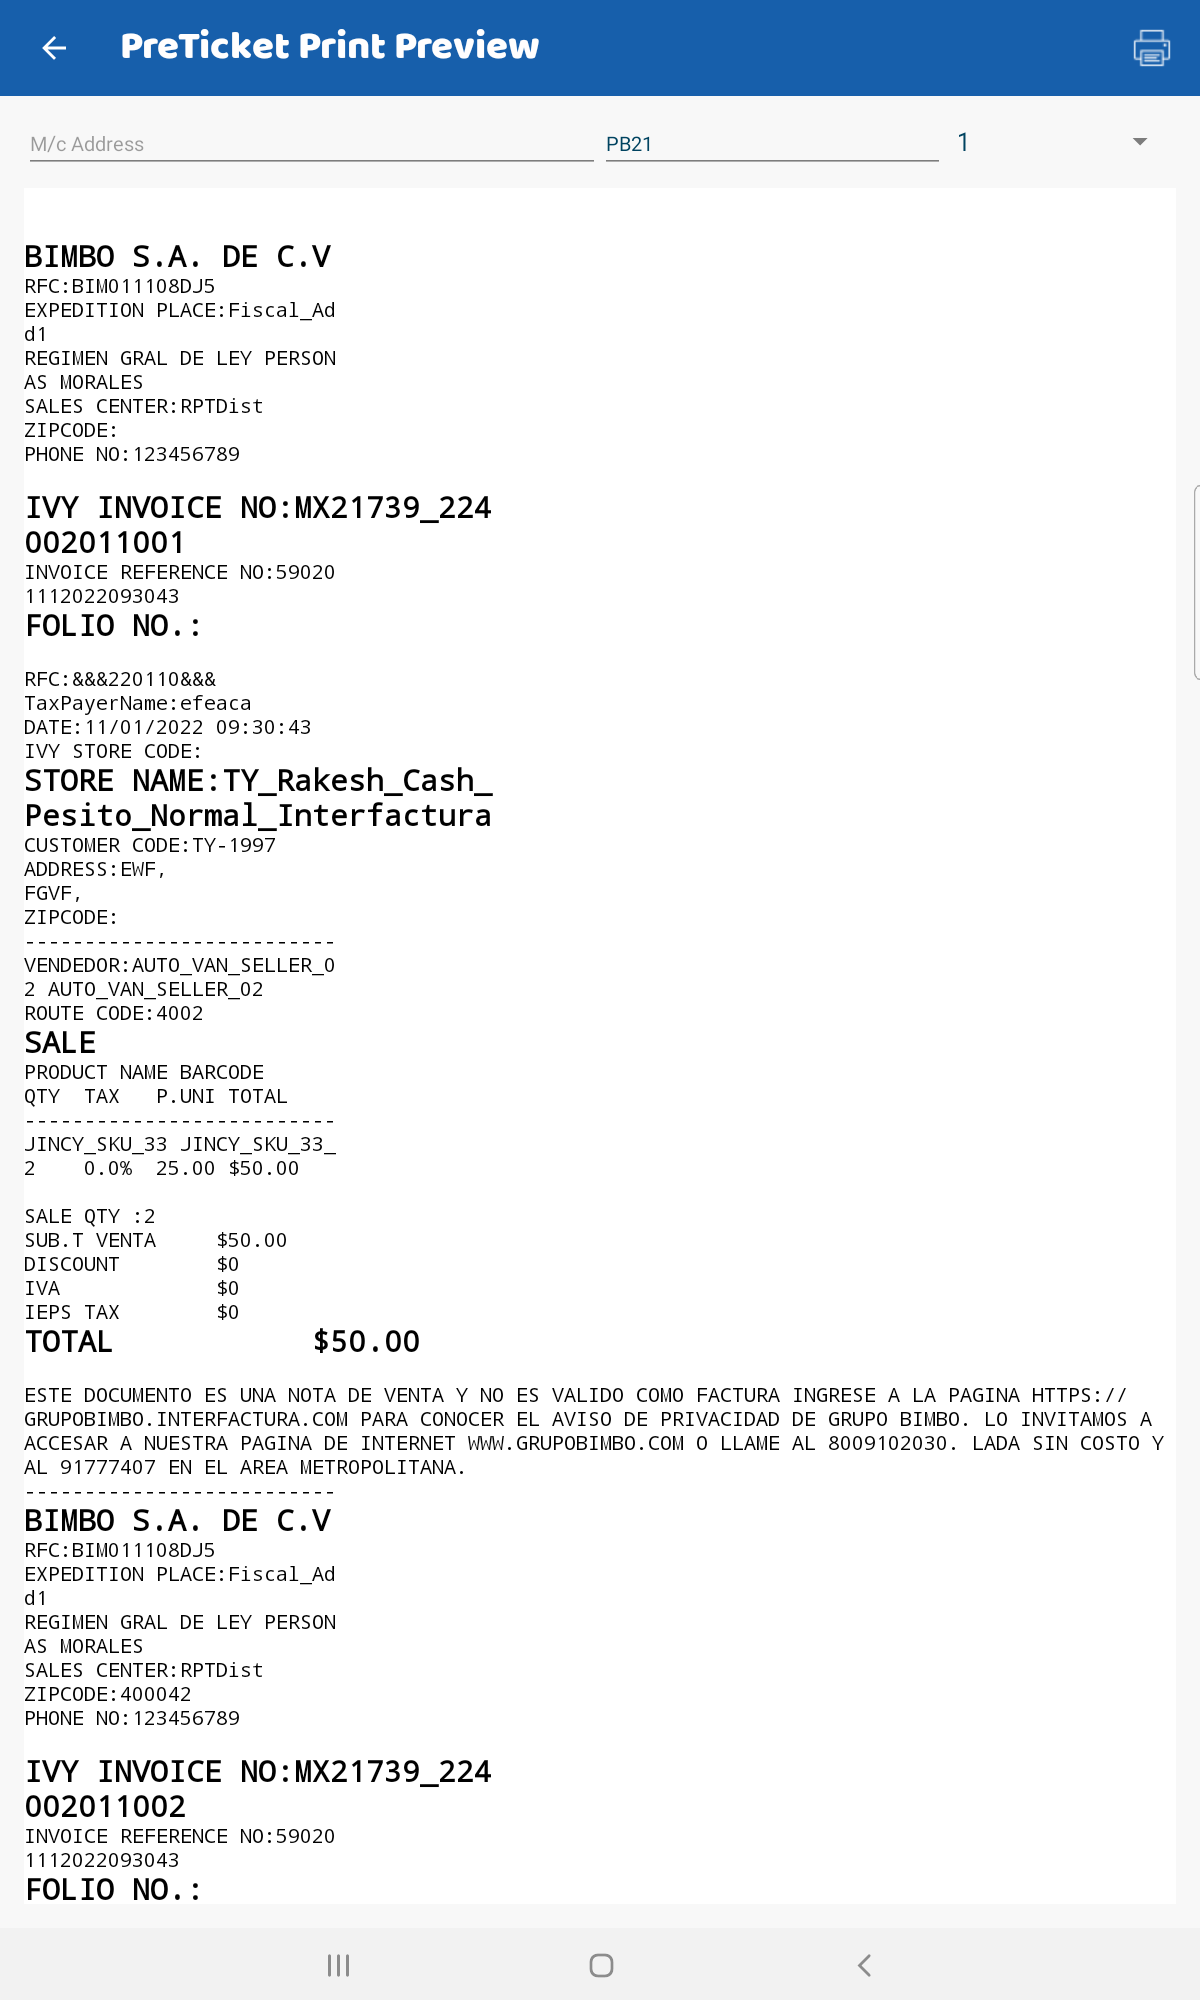 PreTicket Print Preview
M/c Address
PB21
1
BIMBO S.A. DE C.V
RFC:BIM011108DJ5
EXPEDITION PLACE:Fiscal_Ad
d1
REGIMEN GRAL DE LEY PERSON
AS MORALES
SALES CENTER:RPTDist
ZIPCODE:
PHONE NO:123456789
IVY INVOICE NO:MX21739_224
002011001
INVOICE REFERENCE NO:59020
1112022093043
FOLIO NO.:
RFC:&&&220110&&&
TaxPayerName:efeaca
DATE:11/01/2022 09:30:43
IVY STORE CODE:
STORE NAME:TY_Rakesh_Cash_
Pesito_Normal_Interfactura
CUSTOMER CODE:TY-1997
ADDRESS:EWF,
FGVF,
ZIPCODE:
--------------------------
VENDEDOR:AUTO_VAN_SELLER_0
2 AUTO_VAN_SELLER_02
ROUTE CODE:4002
SALE
PRODUCT NAME BARCODE
QTY  TAX   P.UNI TOTAL
--------------------------
JINCY_SKU_33 JINCY_SKU_33_
2    0.0%  25.00 $50.00
SALE QTY :2
SUB.T VENTA     $50.00
DISCOUNT        $0
IVA             $0
IEPS TAX        $0
TOTAL           $50.00
ESTE DOCUMENTO ES UNA NOTA DE VENTA Y NO ES VALIDO COMO FACTURA INGRESE A LA PAGINA HTTPS://
GRUPOBIMBO.INTERFACTURA.COM PARA CONOCER EL AVISO DE PRIVACIDAD DE GRUPO BIMBO. LO INVITAMOS A
ACCESAR A NUESTRA PAGINA DE INTERNET WWW.GRUPOBIMBO.COM O LLAME AL 8009102030. LADA SIN COSTO Y
AL 91777407 EN EL AREA METROPOLITANA.
--------------------------
BIMBO S.A. DE C.V
RFC:BIM011108DJ5
EXPEDITION PLACE:Fiscal_Ad
d1
REGIMEN GRAL DE LEY PERSON
AS MORALES
SALES CENTER:RPTDist
ZIPCODE:400042
PHONE NO:123456789
IVY INVOICE NO:MX21739_224
002011002
INVOICE REFERENCE NO:59020
1112022093043
FOLIO NO.: